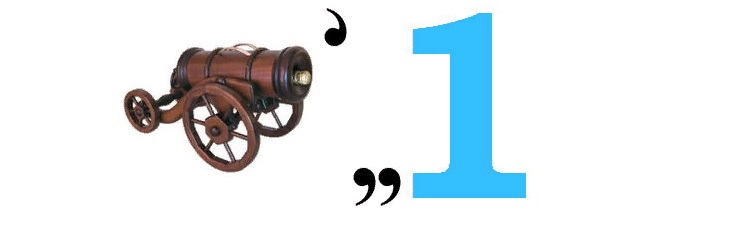 ’ ,, 1